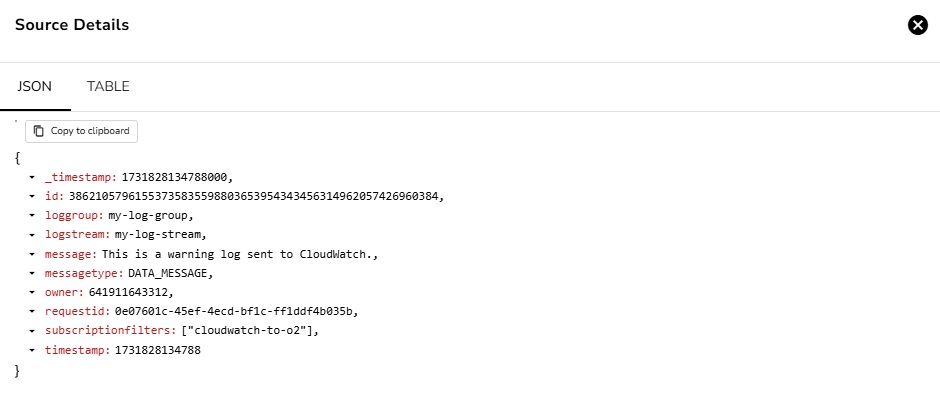 Source Details
JSON TABLE
Copy to clipboard
{
_timestamp: 1731828134788000,
id: 38621057961553735835598803653954343456314962057426960384,
loggroup: my-log-group,
logstream: my-log-stream,
message: This is a warning log sent to CloudWatch.,
messagetype: DATA_MESSAGE,
owner: 641911643312,
requestid: 0e07601c-45ef-4ecd-bf1c-ff1ddf4b035b,
subscriptionfilters: ["cloudwatch-to-o2"],
timestamp: 1731828134788
}